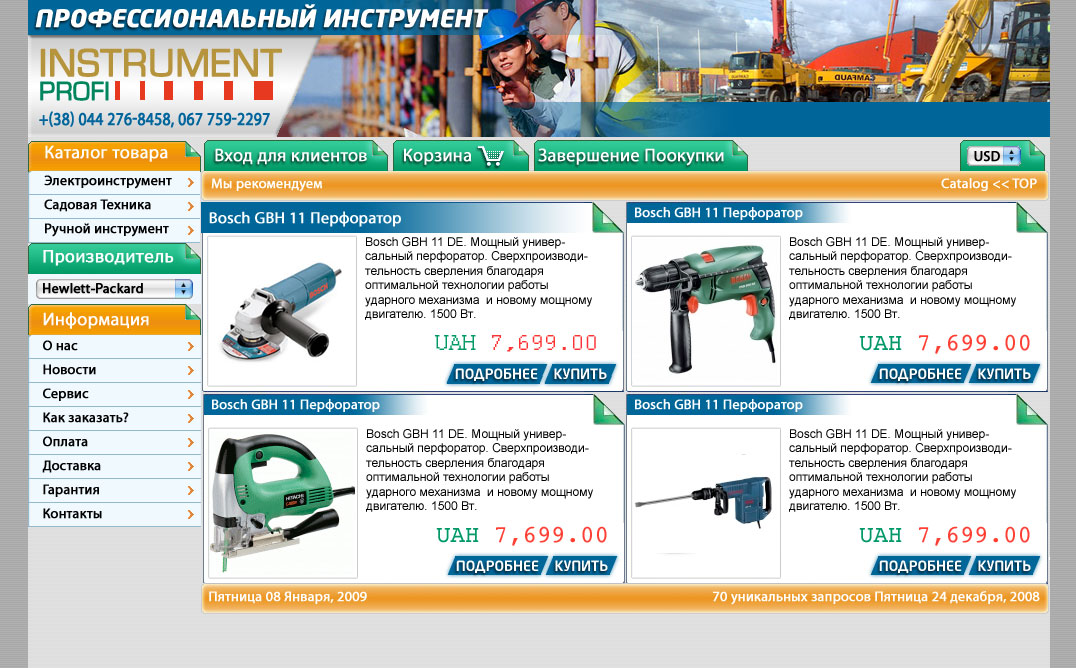 ПРОФЕССИОНАЛЬНЫЙ ИНСТРУМЕНТ
INSTRUMENT
PROFI
+(38) 044 276-8458, 067 759-2297
Каталог товара
Электроинструмент
Садовая Техника
Ручной инструмент
Производитель
Hewlett-Packard
Информация
О нас
Новости
Сервис
Как заказать?
Оплата
Доставка
Гарантия
Контакты
Вход для клиентов
Корзина
Завершение Поокупки
USD
Мы рекомендуем
Catalog << TOP
Bosch GBH 11 Перфоратор
Bosch GBH 11 DE. Мощный универ-
сальный перфоратор. Сверхпроизводи-
тельность сверления благодаря
оптимальной технологии работы
ударного механизма и новому мощному
двигателю. 1500 Вт.
UAH 7,699.00
ПОДРОБНЕЕ КУПИТЬ
Bosch GBH 11 Перфоратор
BOSCH
Bosch GBH 11 DE. Мощный универ-
сальный перфоратор. Сверхпроизводи-
тельность сверления благодаря
оптимальной технологии работы
ударного механизма и новому мощному
двигателю. 1500 Вт.
UAH 7,699.00
ПОДРОБНЕЕ КУПИТЬ
Bosch GBH 11 Перфоратор
HITACHI
Bosch GBH 11 DE. Мощный универ-
сальный перфоратор. Сверхпроизводи-
тельность сверления благодаря
оптимальной технологии работы
ударного механизма и новому мощному
двигателю. 1500 Вт.
UAH 7,699.00
ПОДРОБНЕЕ КУПИТЬ
Bosch GBH 11 Перфоратор
Bosch GBH 11 DE. Мощный универ-
сальный перфоратор. Сверхпроизводи-
тельность сверления благодаря
оптимальной технологии работы
ударного механизма и новому мощному
двигателю. 1500 Вт.
UAH 7,699.00
ПОДРОБНЕЕ КУПИТЬ
Пятница 08 Января, 2009
70 уникальных запросов Пятница 24 декабря, 2008